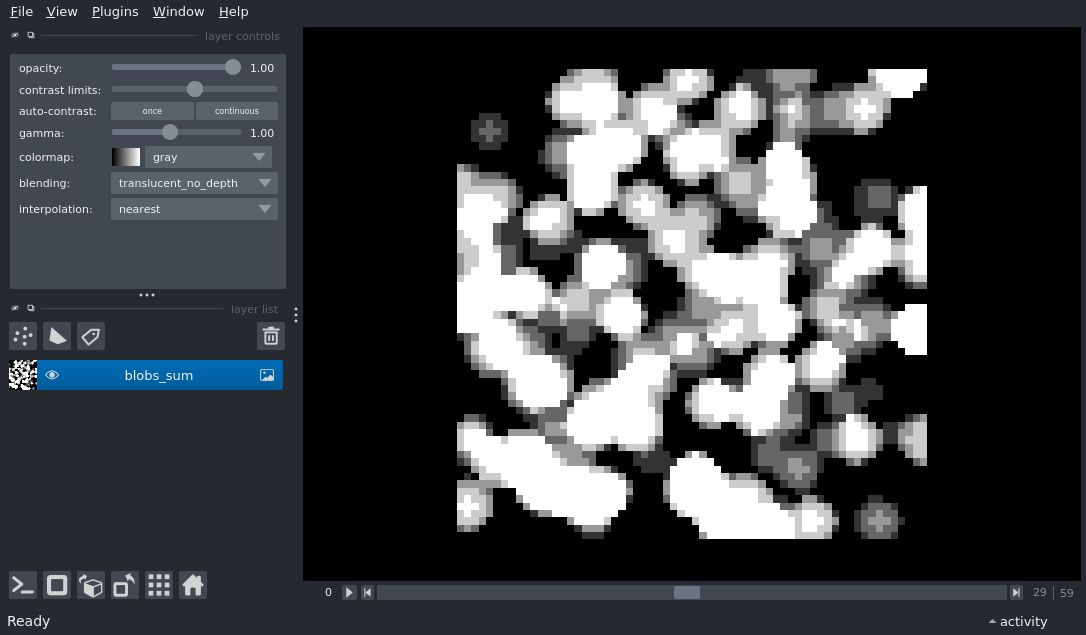 File View Plugins Window Help
layer controls
opacity: 1.00
contrast limits:
auto-contrast: once continuous
gamma: 1.00
colormap: gray
blending: translucent_no_depth
interpolation: nearest
layer list
blobs_sum
0 29 59
Ready activity